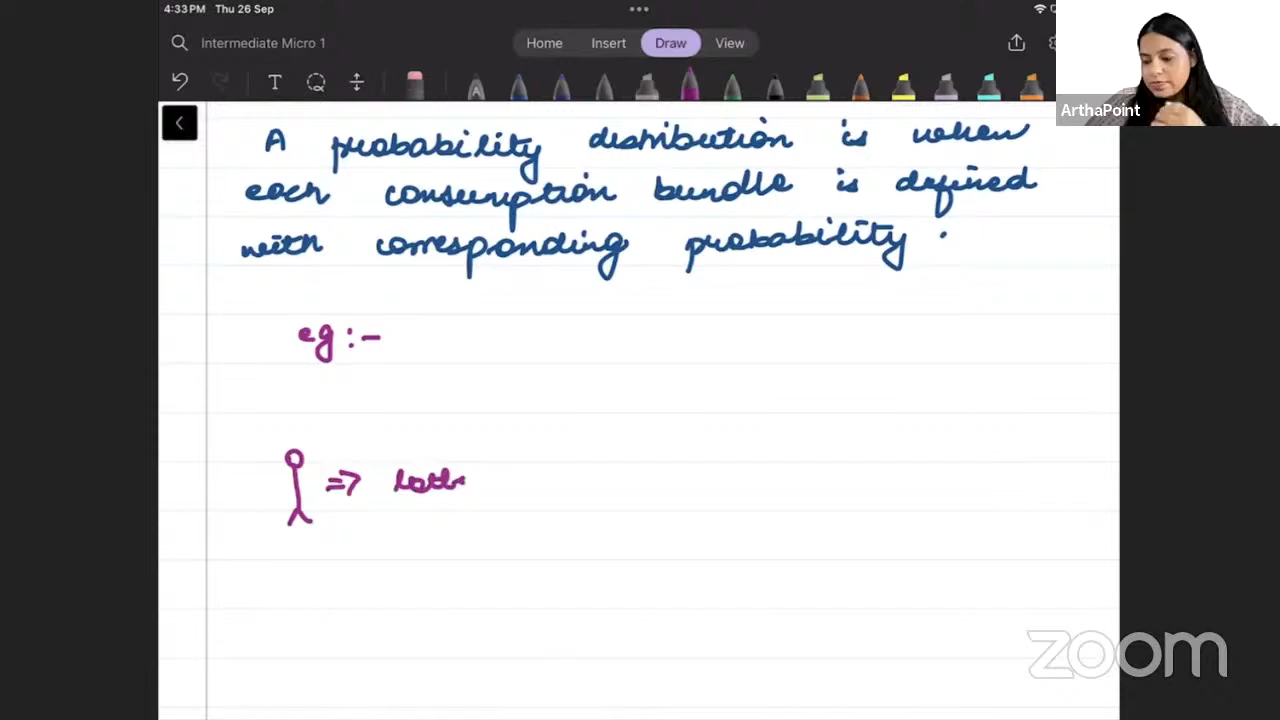 4:33 PM Thu 26 Sep
Intermediate Micro 1
Home Insert Draw View
T
A
ArthaPoint
A probability distribution is when
each consumption bundle is defined
with corresponding probability.
eg :-
=>
zoom